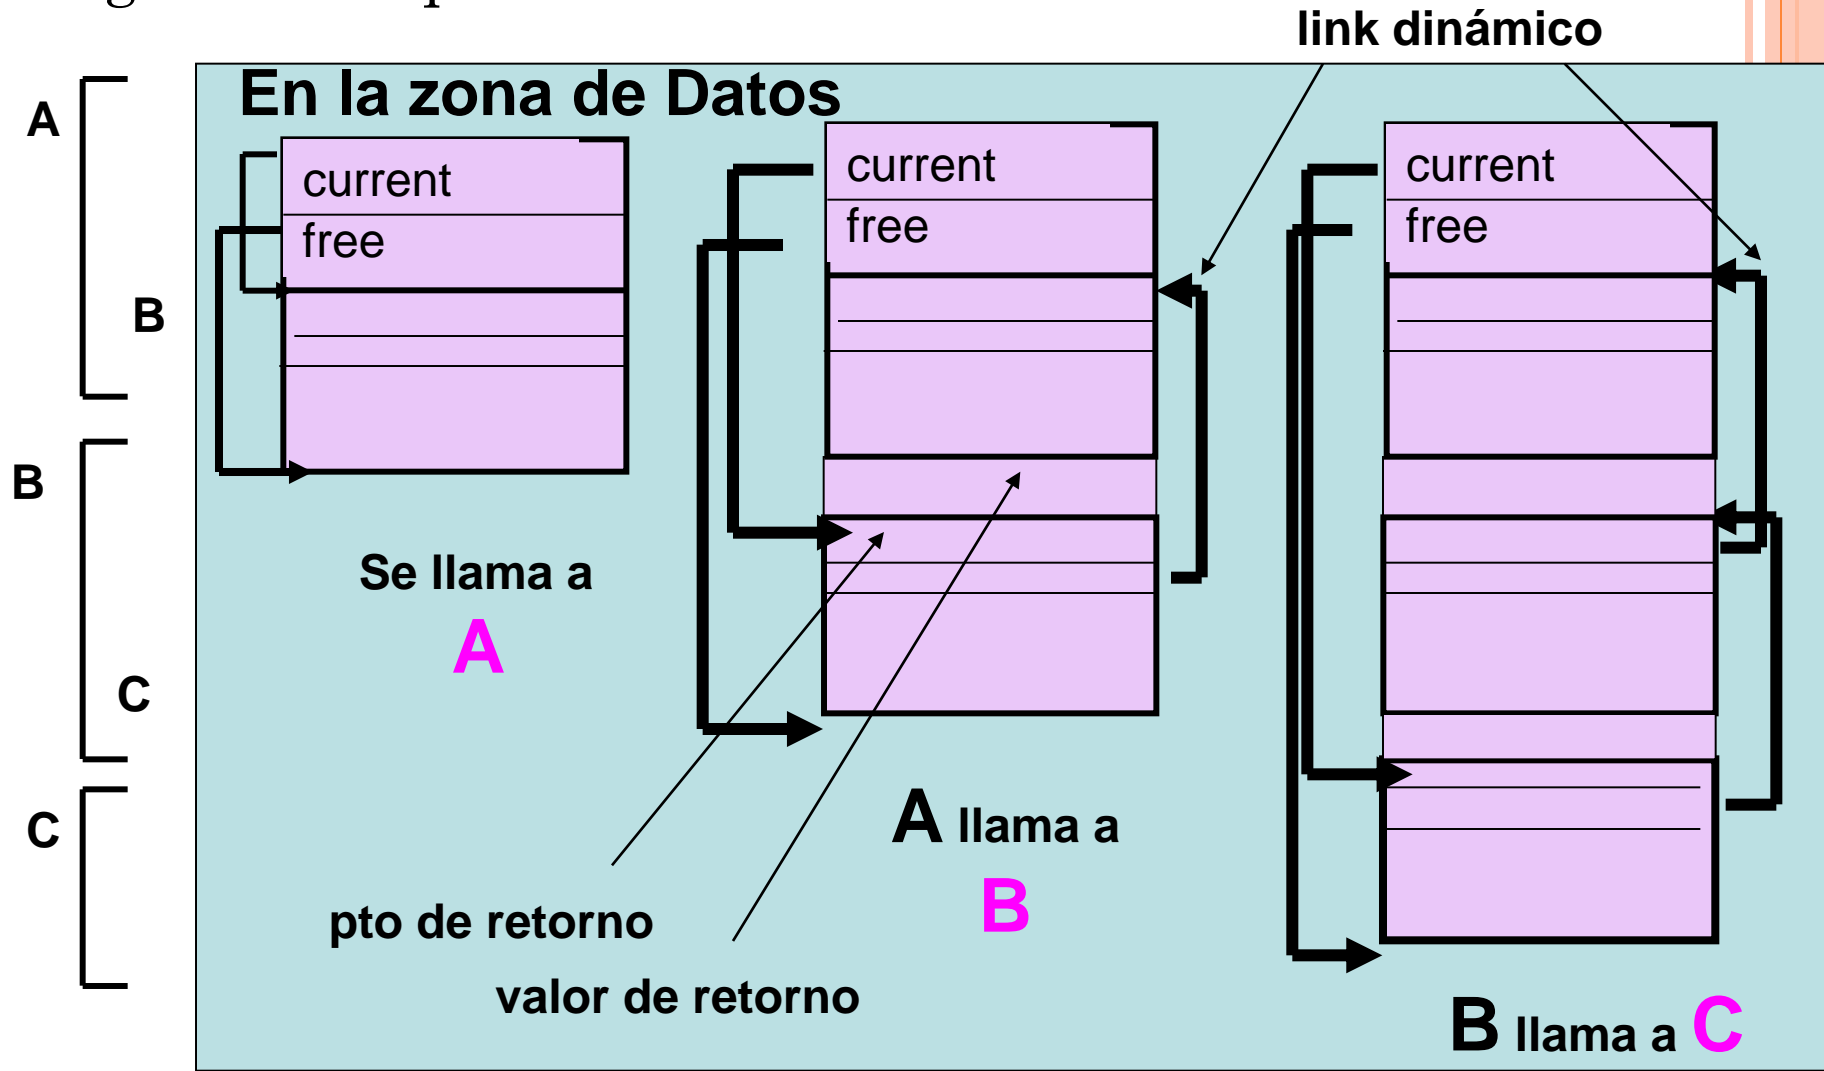 link dinámico
En la zona de Datos
A
B
B
C
C
current
free
current
free
current
free
Se llama a
A
A llama a
B
pto de retorno
valor de retorno
B llama a C